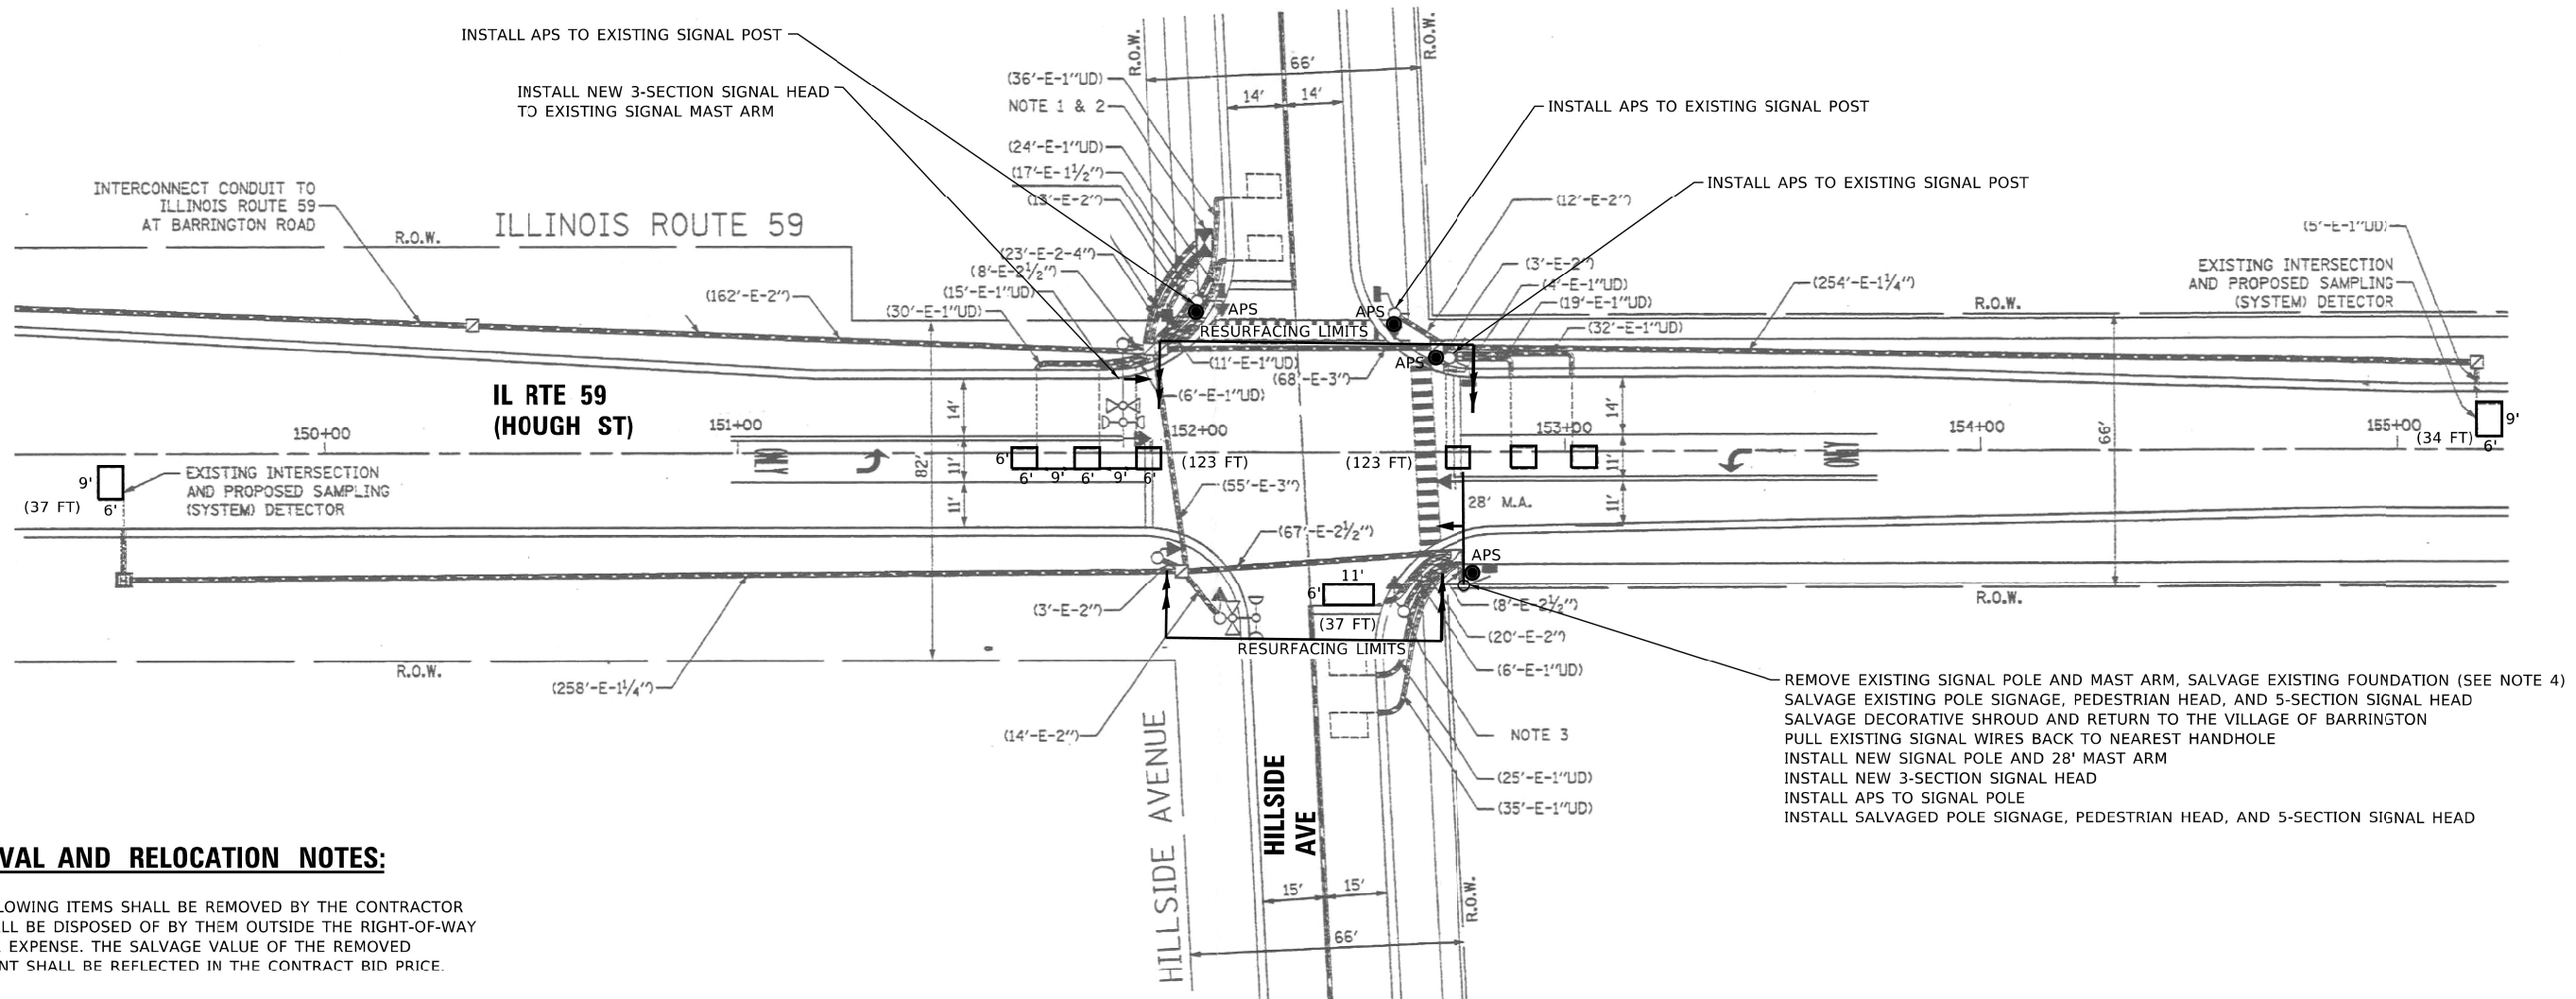 INSTALL APS TO EXISTING SIGNAL POST
INSTALL NEW 3-SECTION SIGNAL HEAD
TO EXISTING SIGNAL MAST ARM
(36'-E-1"UD)
NOTE 1 & 2
(24'-E-1"UD)
(17'-E-1½")
(13'-E-2")
(23'-E-2-4")
(8'-E-2½")
(15'-E-1"UD)
(30'-E-1"UD)
R.O.W.
66'
R.O.W.
14'
14'
INSTALL APS TO EXISTING SIGNAL POST
INSTALL APS TO EXISTING SIGNAL POST
(12'-E-2")
(3'-E-2")
(4'-E-1"UD)
(19'-E-1"UD)
(32'-E-1"UD)
(254'-E-1¼")
R.O.W.
(5'-E-1"UD)
EXISTING INTERSECTION
AND PROPOSED SAMPLING
(SYSTEM) DETECTOR
INTERCONNECT CONDUIT TO
ILLINOIS ROUTE 59
AT BARRINGTON ROAD
R.O.W.
ILLINOIS ROUTE 59
(162'-E-2")
APS
APS
RESURFACING LIMITS
APS
(11'-E-1"UD)
(68'-E-3")
(6'-E-1"UD)
IL RTE 59
(HOUGH ST)
150+00
151+00
152+00
153+00
154+00
155+00
14'
11'
11'
82'
ONLY
6'
6'
9'
6'
9'
6'
(123 FT)
(123 FT)
14'
11'
11'
ONLY
66'
(34 FT)
9'
6'
9'
6'
(37 FT)
EXISTING INTERSECTION
AND PROPOSED SAMPLING
(SYSTEM) DETECTOR
(55'-E-3")
(67'-E-2½")
28' M.A.
APS
11'
6'
(37 FT)
RESURFACING LIMITS
(3'-E-2")
(14'-E-2")
(258'-E-1¼")
R.O.W.
R.O.W.
(8'-E-2½")
(20'-E-2")
(6'-E-1"UD)
NOTE 3
(25'-E-1"UD)
(35'-E-1"UD)
REMOVE EXISTING SIGNAL POLE AND MAST ARM, SALVAGE EXISTING FOUNDATION (SEE NOTE 4)
SALVAGE EXISTING POLE SIGNAGE, PEDESTRIAN HEAD, AND 5-SECTION SIGNAL HEAD
SALVAGE DECORATIVE SHROUD AND RETURN TO THE VILLAGE OF BARRINGTON
PULL EXISTING SIGNAL WIRES BACK TO NEAREST HANDHOLE
INSTALL NEW SIGNAL POLE AND 28' MAST ARM
INSTALL NEW 3-SECTION SIGNAL HEAD
INSTALL APS TO SIGNAL POLE
INSTALL SALVAGED POLE SIGNAGE, PEDESTRIAN HEAD, AND 5-SECTION SIGNAL HEAD
HILLSIDE AVENUE
HILLSIDE
AVE
15'
15'
66'
R.O.W.
VAL AND RELOCATION NOTES:
LOWING ITEMS SHALL BE REMOVED BY THE CONTRACTOR
LL BE DISPOSED OF BY THEM OUTSIDE THE RIGHT-OF-WAY
EXPENSE. THE SALVAGE VALUE OF THE REMOVED
NT SHALL BE REFLECTED IN THE CONTRACT BID PRICE.